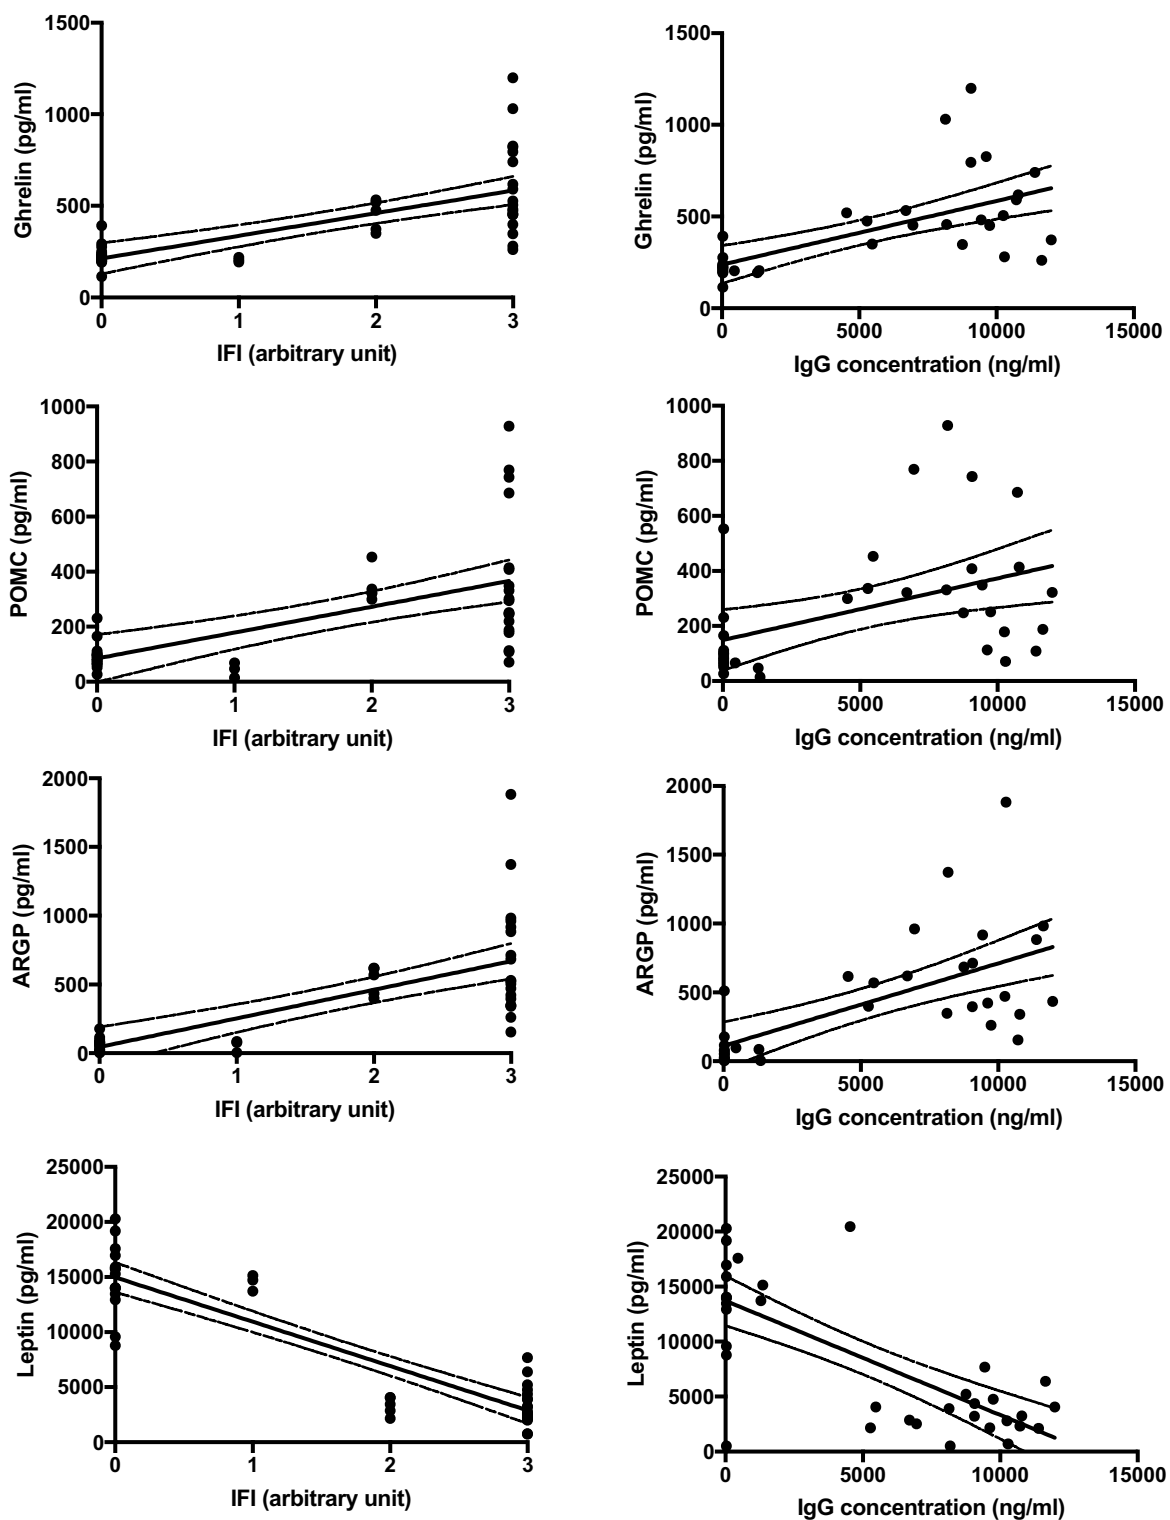 1500
1000
500
0
Ghrelin (pg/ml)
0 1 2 3
IFI (arbitrary unit)
1500
1000
500
0
Ghrelin (pg/ml)
0 5000 10000 15000
IgG concentration (ng/ml)
1000
800
600
400
200
0
POMC (pg/ml)
0 1 2 3
IFI (arbitrary unit)
1000
800
600
400
200
0
POMC (pg/ml)
0 5000 10000 15000
IgG concentration (ng/ml)
2000
1500
1000
500
0
ARGP (pg/ml)
0 1 2 3
IFI (arbitrary unit)
2000
1500
1000
500
0
ARGP (pg/ml)
0 5000 10000 15000
IgG concentration (ng/ml)
25000
20000
15000
10000
5000
0
Leptin (pg/ml)
0 1 2 3
IFI (arbitrary unit)
25000
20000
15000
10000
5000
0
Leptin (pg/ml)
0 5000 10000 15000
IgG concentration (ng/ml)